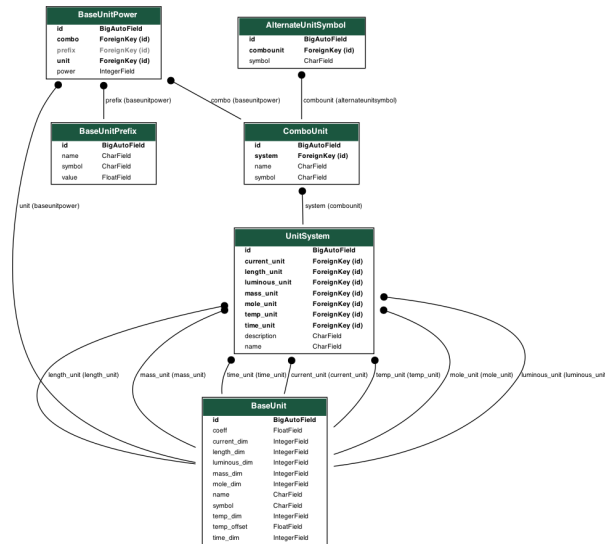 BaseUnitPower
id BigAutoField
combo ForeignKey (id)
prefix ForeignKey (id)
unit ForeignKey (id)
power IntegerField
AlternateUnitSymbol
id BigAutoField
combounit ForeignKey (id)
symbol CharField
prefix (baseunitpower)
combo (baseunitpower)
combounit (alternateunitsymbol)
BaseUnitPrefix
id BigAutoField
name CharField
symbol CharField
value FloatField
ComboUnit
id BigAutoField
system ForeignKey (id)
name CharField
symbol CharField
unit (baseunitpower)
system (combounit)
UnitSystem
id BigAutoField
current_unit ForeignKey (id)
length_unit ForeignKey (id)
luminous_unit ForeignKey (id)
mass_unit ForeignKey (id)
mole_unit ForeignKey (id)
temp_unit ForeignKey (id)
time_unit ForeignKey (id)
description CharField
name CharField
length_unit (length_unit)
mass_unit (mass_unit)
time_unit (time_unit)
current_unit (current_unit)
temp_unit (temp_unit)
mole_unit (mole_unit)
luminous_unit (luminous_unit
BaseUnit
id BigAutoField
coeff FloatField
current_dim IntegerField
length_dim IntegerField
luminous_dim IntegerField
mass_dim IntegerField
mole_dim IntegerField
name CharField
symbol CharField
temp_dim IntegerField
temp_offset FloatField
time_dim IntegerField